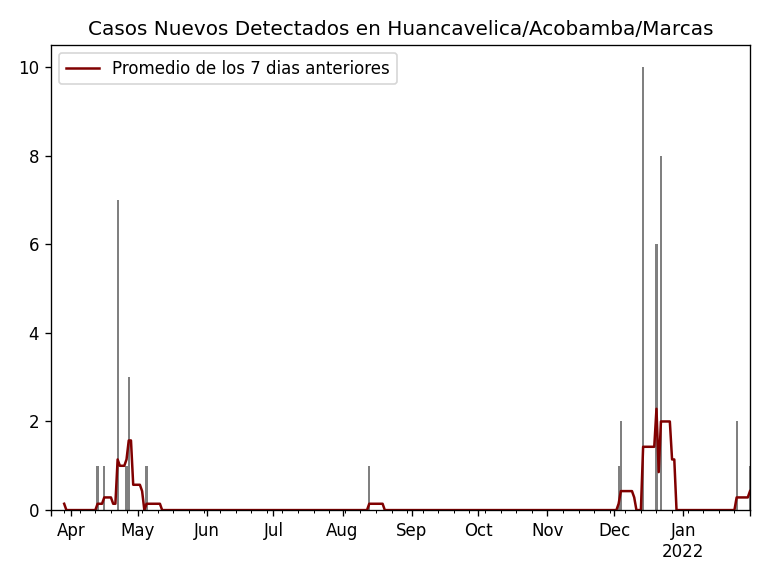 Casos Nuevos Detectados en Huancavelica/Acobamba/Marcas
Promedio de los 7 dias anteriores
10
8
6
4
2
0
Apr May Jun Jul Aug Sep Oct Nov Dec Jan
2022